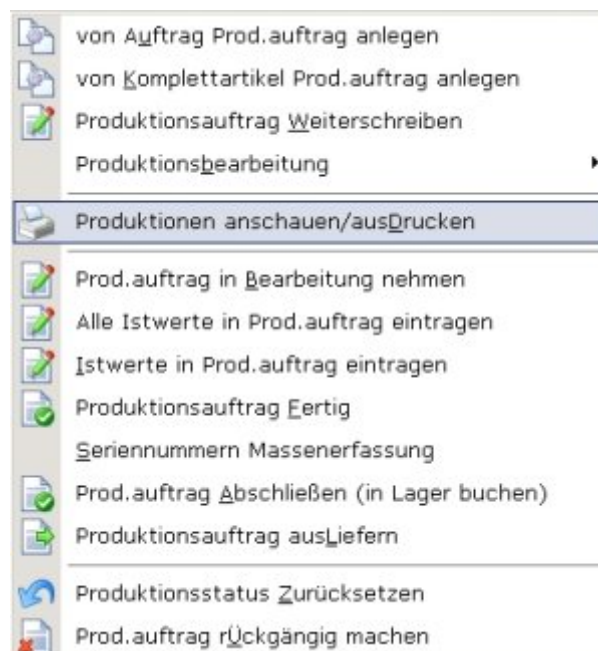 von Auftrag Prod.auftrag anlegen
von Komplettartikel Prod.auftrag anlegen
Produktionsauftrag Weiterschreiben
Produktionsbearbeitung
Produktionen anschauen/ausDrucken
Prod.auftrag in Bearbeitung nehmen
Alle Istwerte in Prod.auftrag eintragen
Istwerte in Prod.auftrag eintragen
Produktionsauftrag Fertig
Seriennummern Massenerfassung
Prod.auftrag Abschließen (in Lager buchen)
Produktionsauftrag ausLiefern
Produktionsstatus Zurücksetzen
Prod.auftrag rÜckgängig machen